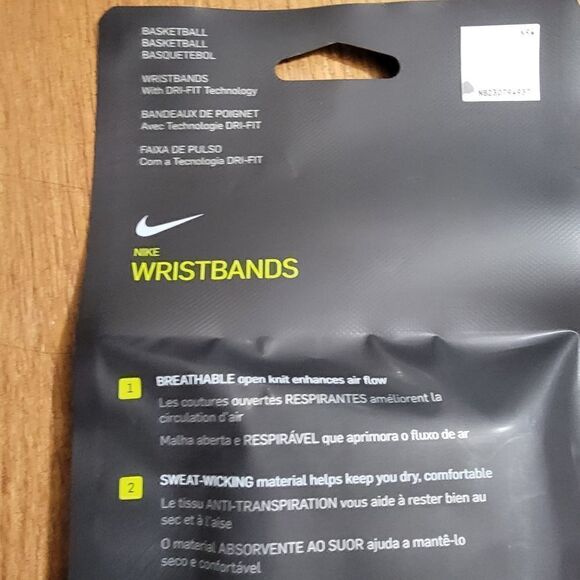 BASKETBALL
BASKETBALL
BASQUETEBOL
WRISTBANDS
With DRI-FIT Technology
BANDEAUX DE POIGNET
Avec Technologie DRI-FIT
FAIXA DE PULSO
Com a Tecnologia DRI-FIT
NIKE
WRISTBANDS
1
BREATHABLE open knit enhances air flow
Les coutures ouvertes RESPIRANTES améliorent la
circulation d'air
Malha aberta e RESPIRÁVEL que aprimora o fluxo de ar
2
SWEAT-WICKING material helps keep you dry, comfortable
Le tissu ANTI-TRANSPIRATION vous aide à rester bien au
sec et à l'aise
O material ABSORVENTE AO SUOR ajuda a mantê-lo
seco e confortável